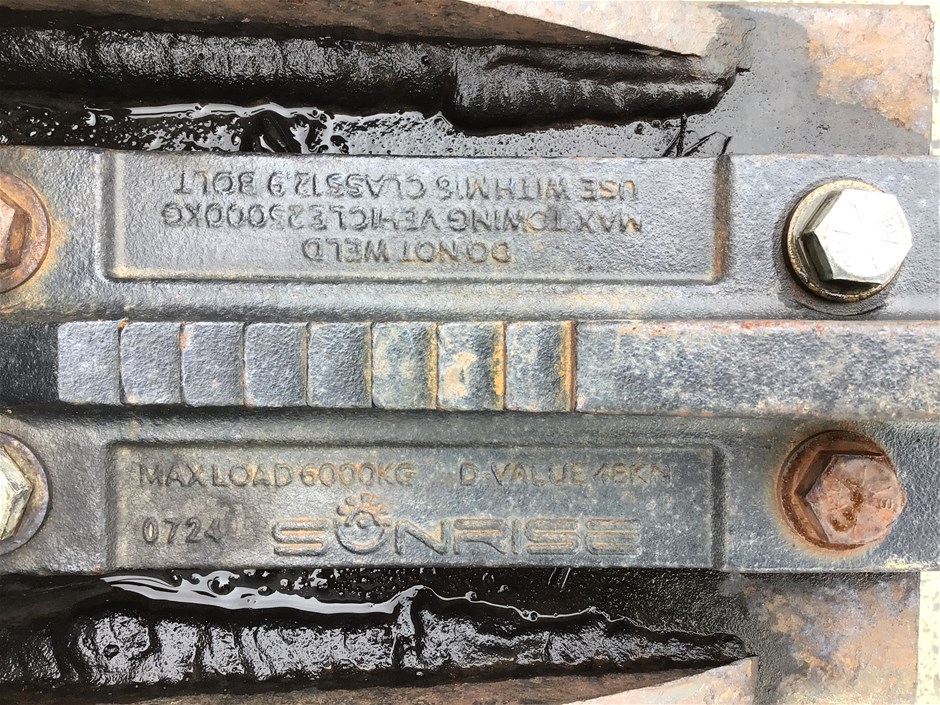 USE WITH M16 CLASS 12.9 BOLT
MAX TOWING VEHICLE 25000KG
DO NOT WELD
MAX LOAD 6000KG D-VALUE 48KN
0724 SUNRISE